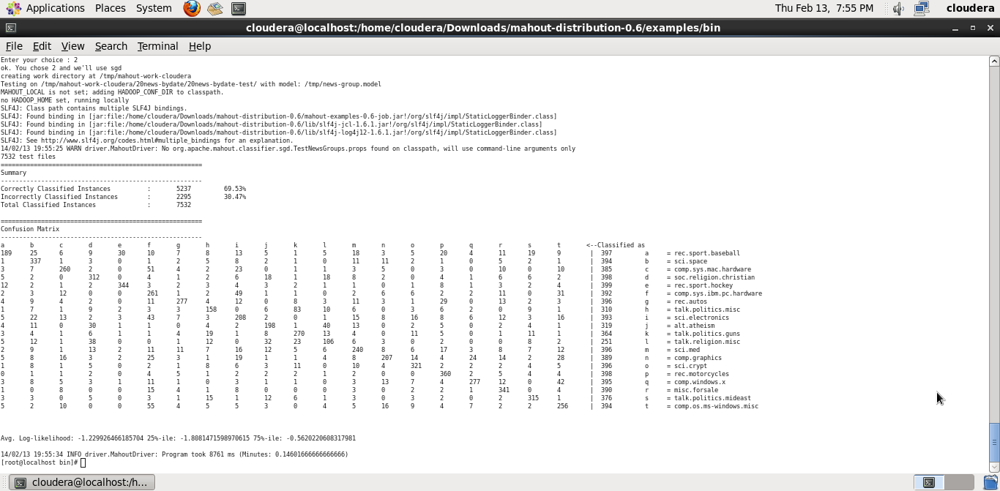 Applications Places System Thu Feb 13, 7:55 PM cloudera
cloudera@localhost:/home/cloudera/Downloads/mahout-distribution-0.6/examples/bin
File Edit View Search Terminal Help
Enter your choice : 2
ok. You chose 2 and we'll use sgd
creating work directory at /tmp/mahout-work-cloudera
Testing on /tmp/mahout-work-cloudera/20news-bydate/20news-bydate-test/ with model: /tmp/news-group.model
MAHOUT_LOCAL is not set; adding HADOOP_CONF_DIR to classpath.
no HADOOP_HOME set, running locally
SLF4J: Class path contains multiple SLF4J bindings.
SLF4J: Found binding in [jar:file:/home/cloudera/Downloads/mahout-distribution-0.6/mahout-examples-0.6-job.jar!/org/slf4j/impl/StaticLoggerBinder.class]
SLF4J: Found binding in [jar:file:/home/cloudera/Downloads/mahout-distribution-0.6/lib/slf4j-jcl-1.6.1.jar!/org/slf4j/impl/StaticLoggerBinder.class]
SLF4J: Found binding in [jar:file:/home/cloudera/Downloads/mahout-distribution-0.6/lib/slf4j-log4j12-1.6.1.jar!/org/slf4j/impl/StaticLoggerBinder.class]
SLF4J: See http://www.slf4j.org/codes.html#multiple_bindings for an explanation.
14/02/13 19:55:25 WARN driver.MahoutDriver: No org.apache.mahout.classifier.sgd.TestNewsGroups.props found on classpath, will use command-line arguments only
7532 test files
=======================================================
Summary
-------------------------------------------------------
Correctly Classified Instances : 5237 69.53%
Incorrectly Classified Instances : 2295 30.47%
Total Classified Instances : 7532
=======================================================
Confusion Matrix
-------------------------------------------------------
a b c d e f g h i j k l m n o p q r s t <--Classified as
189 25 6 9 30 10 7 8 13 5 1 5 18 3 5 20 4 11 19 9 | 397 a = rec.sport.baseball
1 337 1 3 0 1 2 5 8 2 1 0 11 11 2 1 0 5 2 1 | 394 b = sci.space
3 7 260 2 0 51 4 2 23 0 1 1 3 5 0 3 0 10 0 10 | 385 c = comp.sys.mac.hardware
5 2 0 312 0 4 1 2 6 18 1 18 8 2 0 4 1 6 6 2 | 398 d = soc.religion.christian
12 2 1 2 344 3 2 3 4 3 2 1 1 0 1 8 1 3 2 4 | 399 e = rec.sport.hockey
2 3 12 0 0 261 1 2 49 1 1 0 2 6 6 2 2 11 0 31 | 392 f = comp.sys.ibm.pc.hardware
4 9 4 2 0 11 277 4 12 0 8 3 11 3 1 29 0 13 2 3 | 396 g = rec.autos
1 7 1 9 2 3 3 158 0 6 83 10 6 0 3 6 2 0 9 1 | 310 h = talk.politics.misc
5 22 13 2 3 43 7 3 208 2 0 1 15 8 16 8 6 12 3 16 | 393 i = sci.electronics
4 11 0 30 1 1 0 4 2 198 1 40 13 0 2 5 0 2 4 1 | 319 j = alt.atheism
3 4 1 6 1 1 4 19 1 8 270 13 4 0 11 5 0 1 11 1 | 364 k = talk.politics.guns
5 12 1 38 0 0 1 12 0 32 23 106 6 3 0 2 0 0 8 2 | 251 l = talk.religion.misc
2 9 1 13 2 11 11 7 16 12 5 6 240 8 6 17 3 8 7 12 | 396 m = sci.med
5 8 16 3 2 25 3 1 19 1 1 4 8 207 14 4 24 14 2 28 | 389 n = comp.graphics
1 8 1 5 0 2 1 8 6 3 11 0 10 4 321 2 2 2 4 5 | 396 o = sci.crypt
0 1 1 2 0 4 5 1 2 2 2 1 2 0 0 360 2 5 4 4 | 398 p = rec.motorcycles
3 8 5 3 1 11 1 0 3 1 1 0 3 13 7 4 277 12 0 42 | 395 q = comp.windows.x
1 0 8 0 0 15 4 1 8 0 0 0 3 0 2 2 1 341 0 4 | 390 r = misc.forsale
3 3 0 5 0 3 1 15 1 12 6 1 3 0 3 2 0 2 315 1 | 376 s = talk.politics.mideast
5 2 10 0 0 55 4 5 5 3 0 4 5 16 9 4 7 2 2 256 | 394 t = comp.os.ms-windows.misc
Avg. Log-likelihood: -1.229926466185704 25%-ile: -1.8081471598970615 75%-ile: -0.5620220608317981
14/02/13 19:55:34 INFO driver.MahoutDriver: Program took 8761 ms (Minutes: 0.14601666666666666)
[root@localhost bin]#
cloudera@localhost:/h...